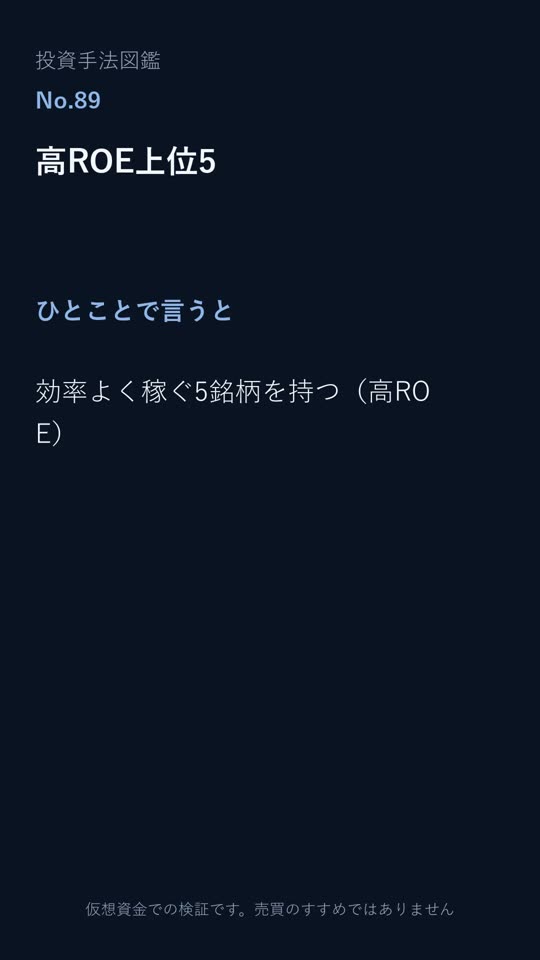 投資手法図鑑
No.89
高ROE上位5
ひとことで言うと
効率よく稼ぐ5銘柄を持つ（高RO
E）
仮想資金での検証です。売買のすすめではありません